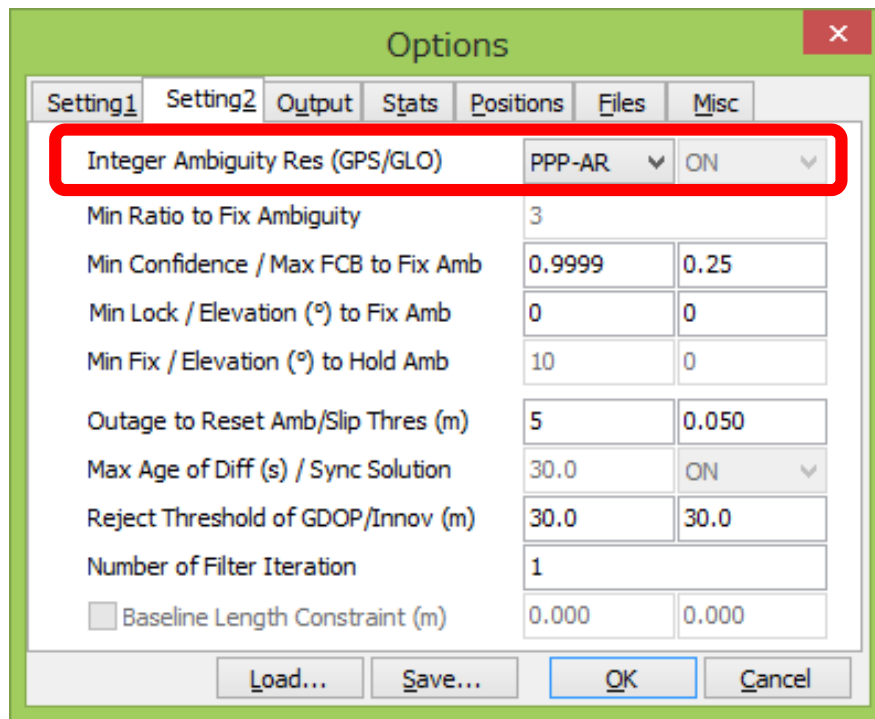 Options
Setting1 Setting2 Output Stats Positions Files Misc
Integer Ambiguity Res (GPS/GLO) PPP-AR ON
Min Ratio to Fix Ambiguity 3
Min Confidence / Max FCB to Fix Amb 0.9999 0.25
Min Lock / Elevation (°) to Fix Amb 0 0
Min Fix / Elevation (°) to Hold Amb 10 0
Outage to Reset Amb/Slip Thres (m) 5 0.050
Max Age of Diff (s) / Sync Solution 30.0 ON
Reject Threshold of GDOP/Innov (m) 30.0 30.0
Number of Filter Iteration 1
Baseline Length Constraint (m) 0.000 0.000
Load... Save... OK Cancel